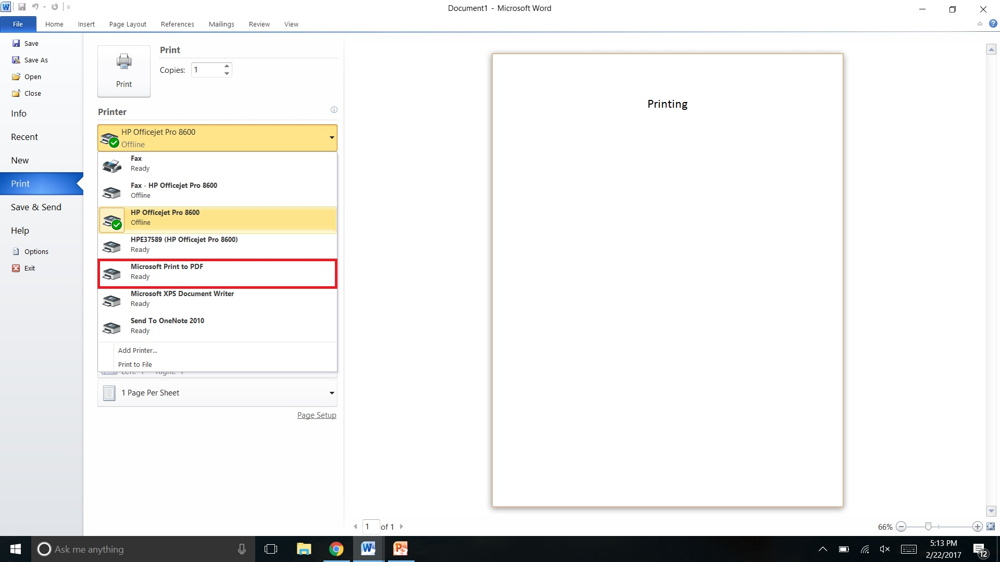 Document1 - Microsoft Word
File Home Insert Page Layout References Mailings Review View
Save
Save As
Open
Close
Info
Recent
New
Print
Save & Send
Help
Options
Exit
Print
Print
Copies: 1
Printer
HP Officejet Pro 8600
Offline
Fax
Ready
Fax - HP Officejet Pro 8600
Offline
HP Officejet Pro 8600
Offline
HPE37589 (HP Officejet Pro 8600)
Ready
Microsoft Print to PDF
Ready
Microsoft XPS Document Writer
Ready
Send To OneNote 2010
Ready
Add Printer...
Print to File
Left: 1" Right: 1"
1 Page Per Sheet
Page Setup
Printing
1 of 1
66%
Ask me anything
5:13 PM
2/22/2017
12